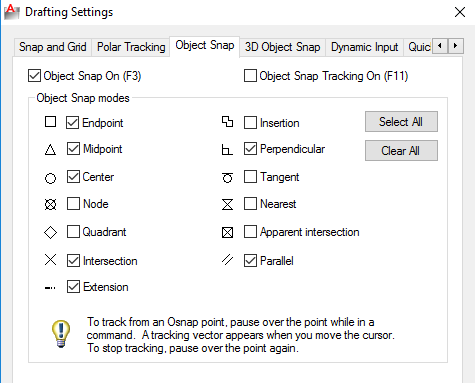 Drafting Settings
Snap and Grid Polar Tracking Object Snap 3D Object Snap Dynamic Input
Object Snap On (F3) Object Snap Tracking On (F11)
Object Snap modes
Endpoint Insertion Select All
Midpoint Perpendicular Clear All
Center Tangent
Node Nearest
Quadrant Apparent intersection
Intersection Parallel
Extension
To track from an Osnap point, pause over the point while in a
command. A tracking vector appears when you move the cursor.
To stop tracking, pause over the point again.